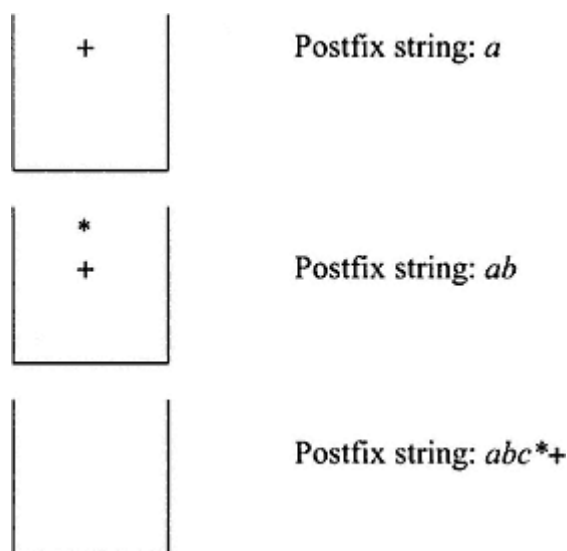 + Postfix string: a
*
+ Postfix string: ab
Postfix string: abc*+